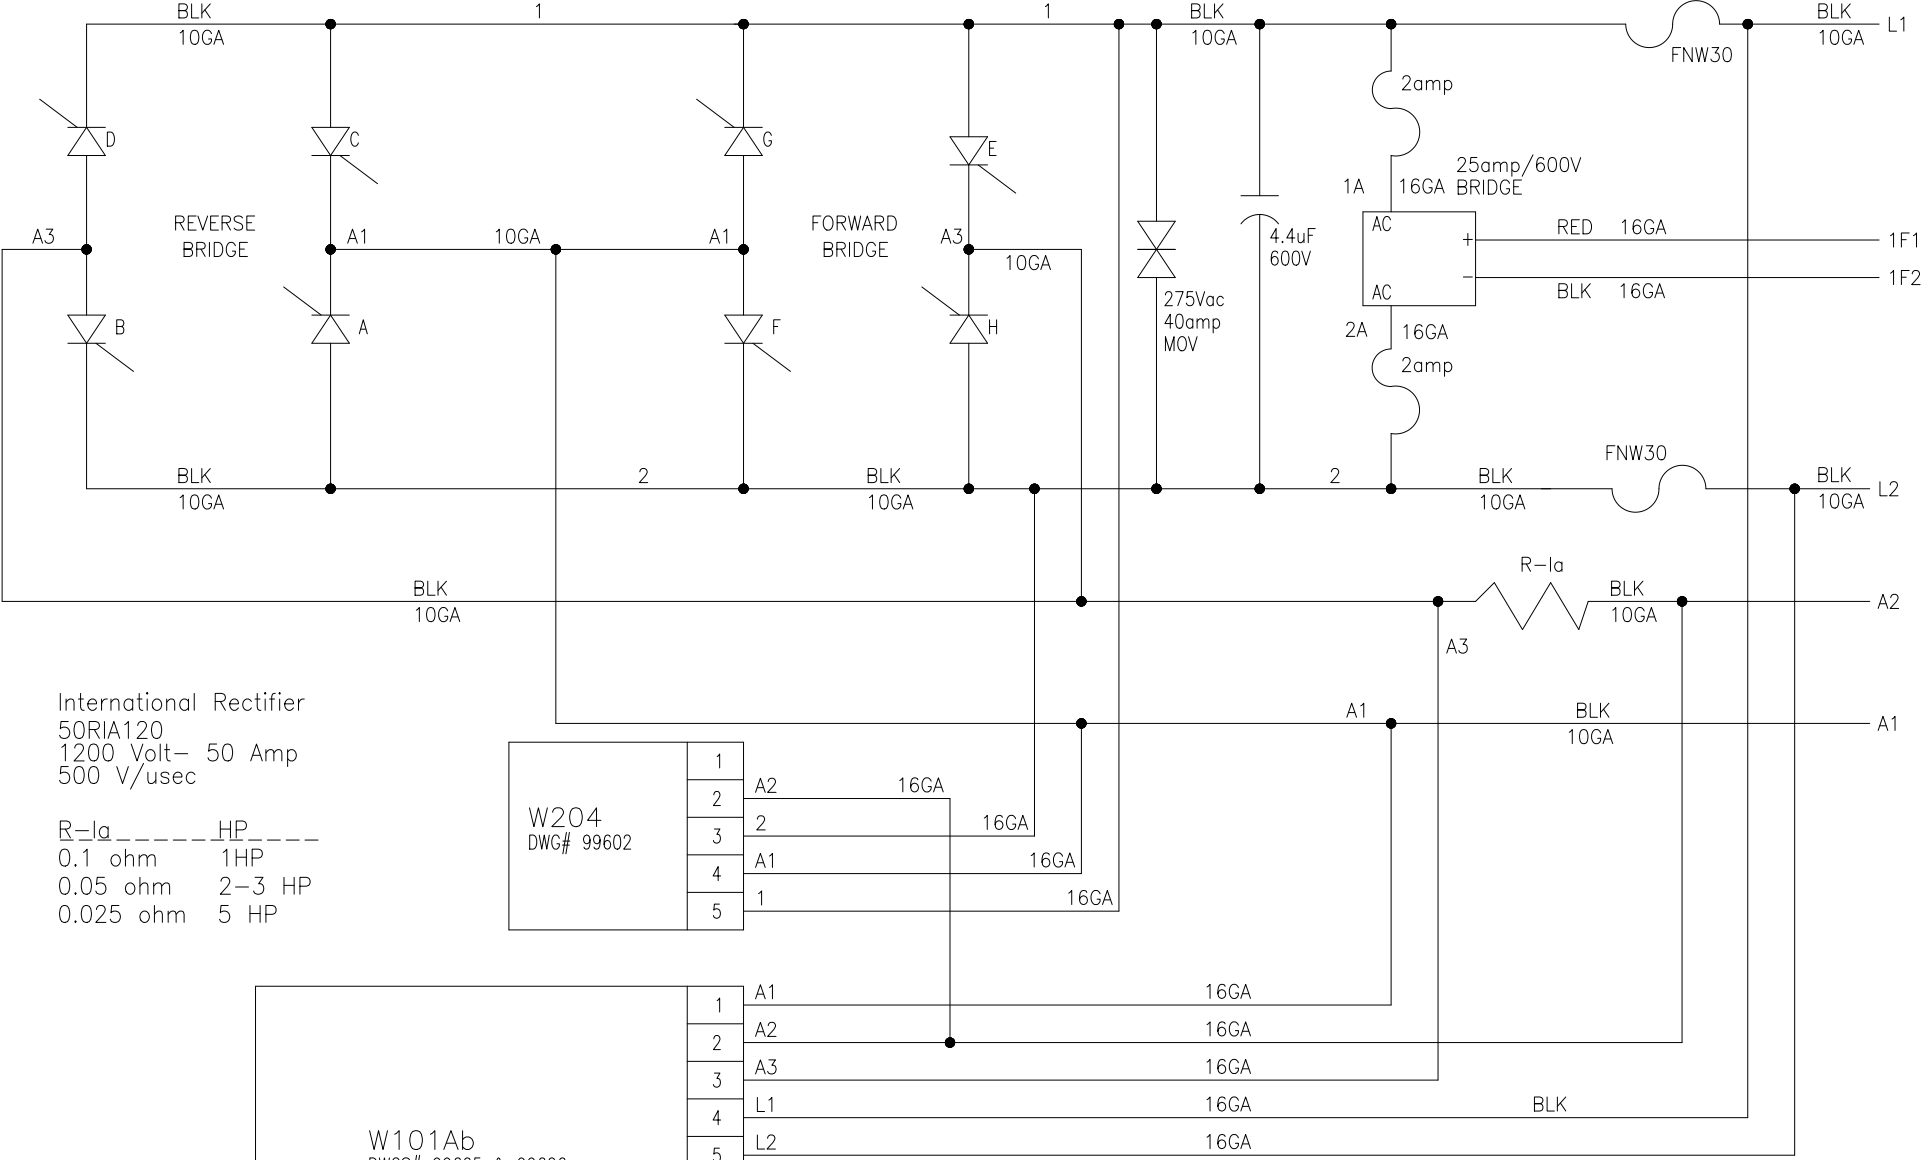 BLK
10GA
1
1
BLK
10GA
FNW30
BLK
10GA
L1
2amp
D
C
G
E
25amp/600V
BRIDGE
1A
16GA
A3
REVERSE
BRIDGE
A1
10GA
A1
FORWARD
BRIDGE
A3
10GA
AC
+
RED
16GA
1F1
4.4uF
600V
−
BLK
16GA
1F2
AC
B
A
F
H
275Vac
40amp
MOV
2A
16GA
2amp
BLK
10GA
2
BLK
10GA
2
BLK
10GA
FNW30
BLK
10GA
L2
BLK
10GA
R−Ia
BLK
10GA
A2
A3
A1
BLK
10GA
A1
International Rectifier
50RIA120
1200 Volt− 50 Amp
500 V/usec
R−Ia HP
0.1 ohm 1HP
0.05 ohm 2−3 HP
0.025 ohm 5 HP
W204
DWG# 99602
1
2 A2 16GA
3 2 16GA
4 A1 16GA
5 1 16GA
1 A1 16GA
2 A2 16GA
3 A3 16GA
4 L1 16GA BLK
5 L2 16GA
W101Ab